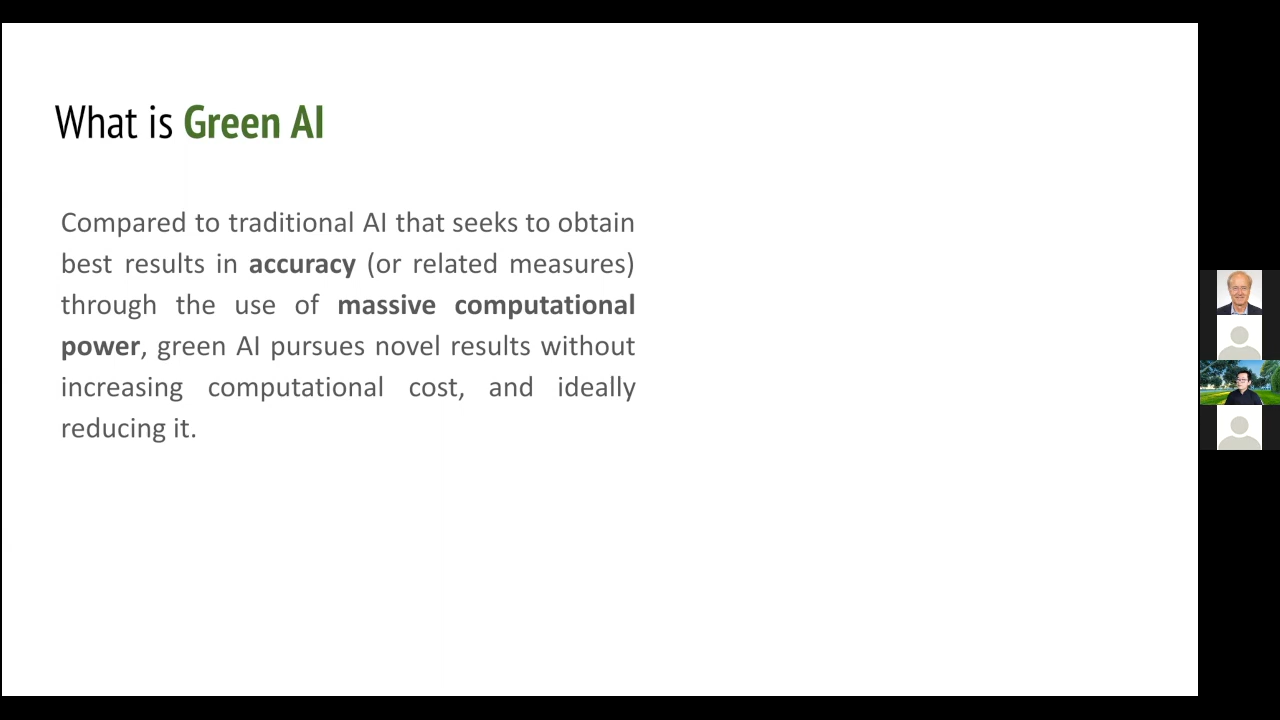 What is Green AI
Compared to traditional AI that seeks to obtain
best results in accuracy (or related measures)
through the use of massive computational
power, green AI pursues novel results without
increasing computational cost, and ideally
reducing it.